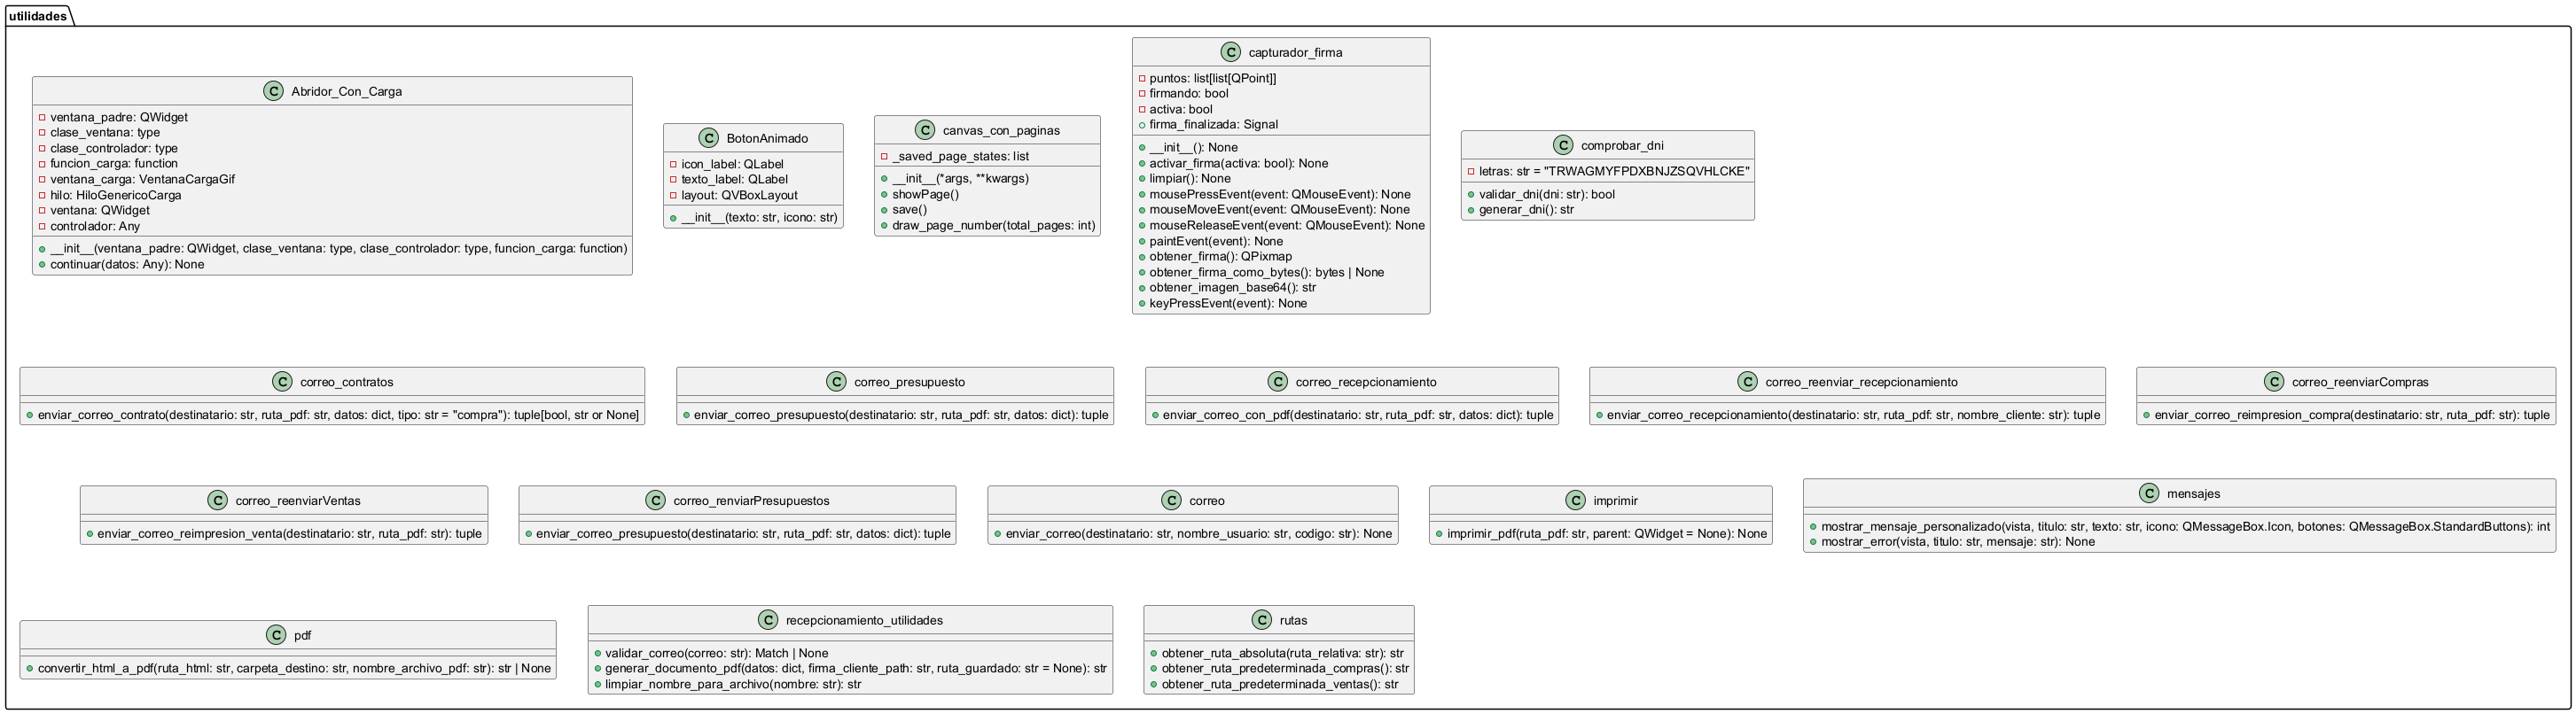 utilidades
Abridor_Con_Carga
ventana_padre: QWidget
clase_ventana: type
clase_controlador: type
funcion_carga: function
ventana_carga: VentanaCargaGif
hilo: HiloGenericoCarga
ventana: QWidget
controlador: Any
__init__(ventana_padre: QWidget, clase_ventana: type, clase_controlador: type, funcion_carga: function)
continuar(datos: Any): None
C BotonAnimado
icon_label: QLabel
texto_label: QLabel
layout: QVBoxLayout
__init__(texto: str, icono: str)
C canvas_con_paginas
_saved_page_states: list
__init__(*args, **kwargs)
showPage()
save()
draw_page_number(total_pages: int)
C capturador_firma
puntos: list[list[QPoint]]
firmando: bool
activa: bool
firma_finalizada: Signal
__init__(): None
activar_firma(activa: bool): None
limpiar(): None
mousePressEvent(event: QMouseEvent): None
mouseMoveEvent(event: QMouseEvent): None
mouseReleaseEvent(event: QMouseEvent): None
paintEvent(event): None
obtener_firma(): QPixmap
obtener_firma_como_bytes(): bytes | None
obtener_imagen_base64(): str
keyPressEvent(event): None
C comprobar_dni
letras: str = "TRWAGMYFPDXBNJZSQVHLCKE"
validar_dni(dni: str): bool
generar_dni(): str
C correo_contratos
enviar_correo_contrato(destinatario: str, ruta_pdf: str, datos: dict, tipo: str = "compra"): tuple[bool, str or None]
C correo_presupuesto
enviar_correo_presupuesto(destinatario: str, ruta_pdf: str, datos: dict): tuple
C correo_recepcionamiento
enviar_correo_con_pdf(destinatario: str, ruta_pdf: str, datos: dict): tuple
C correo_reenviar_recepcionamiento
enviar_correo_recepcionamiento(destinatario: str, ruta_pdf: str, nombre_cliente: str): tuple
C correo_reenviarCompras
enviar_correo_reimpresion_compra(destinatario: str, ruta_pdf: str): tuple
C correo_reenviarVentas
enviar_correo_reimpresion_venta(destinatario: str, ruta_pdf: str): tuple
C correo_renviarPresupuestos
enviar_correo_presupuesto(destinatario: str, ruta_pdf: str, datos: dict): tuple
C correo
enviar_correo(destinatario: str, nombre_usuario: str, codigo: str): None
C imprimir
imprimir_pdf(ruta_pdf: str, parent: QWidget = None): None
C mensajes
mostrar_mensaje_personalizado(vista, titulo: str, texto: str, icono: QMessageBox.Icon, botones: QMessageBox.StandardButtons): int
mostrar_error(vista, titulo: str, mensaje: str): None
C pdf
convertir_html_a_pdf(ruta_html: str, carpeta_destino: str, nombre_archivo_pdf: str): str | None
C recepcionamiento_utilidades
validar_correo(correo: str): Match | None
generar_documento_pdf(datos: dict, firma_cliente_path: str, ruta_guardado: str = None): str
limpiar_nombre_para_archivo(nombre: str): str
C rutas
obtener_ruta_absoluta(ruta_relativa: str): str
obtener_ruta_predeterminada_compras(): str
obtener_ruta_predeterminada_ventas(): str